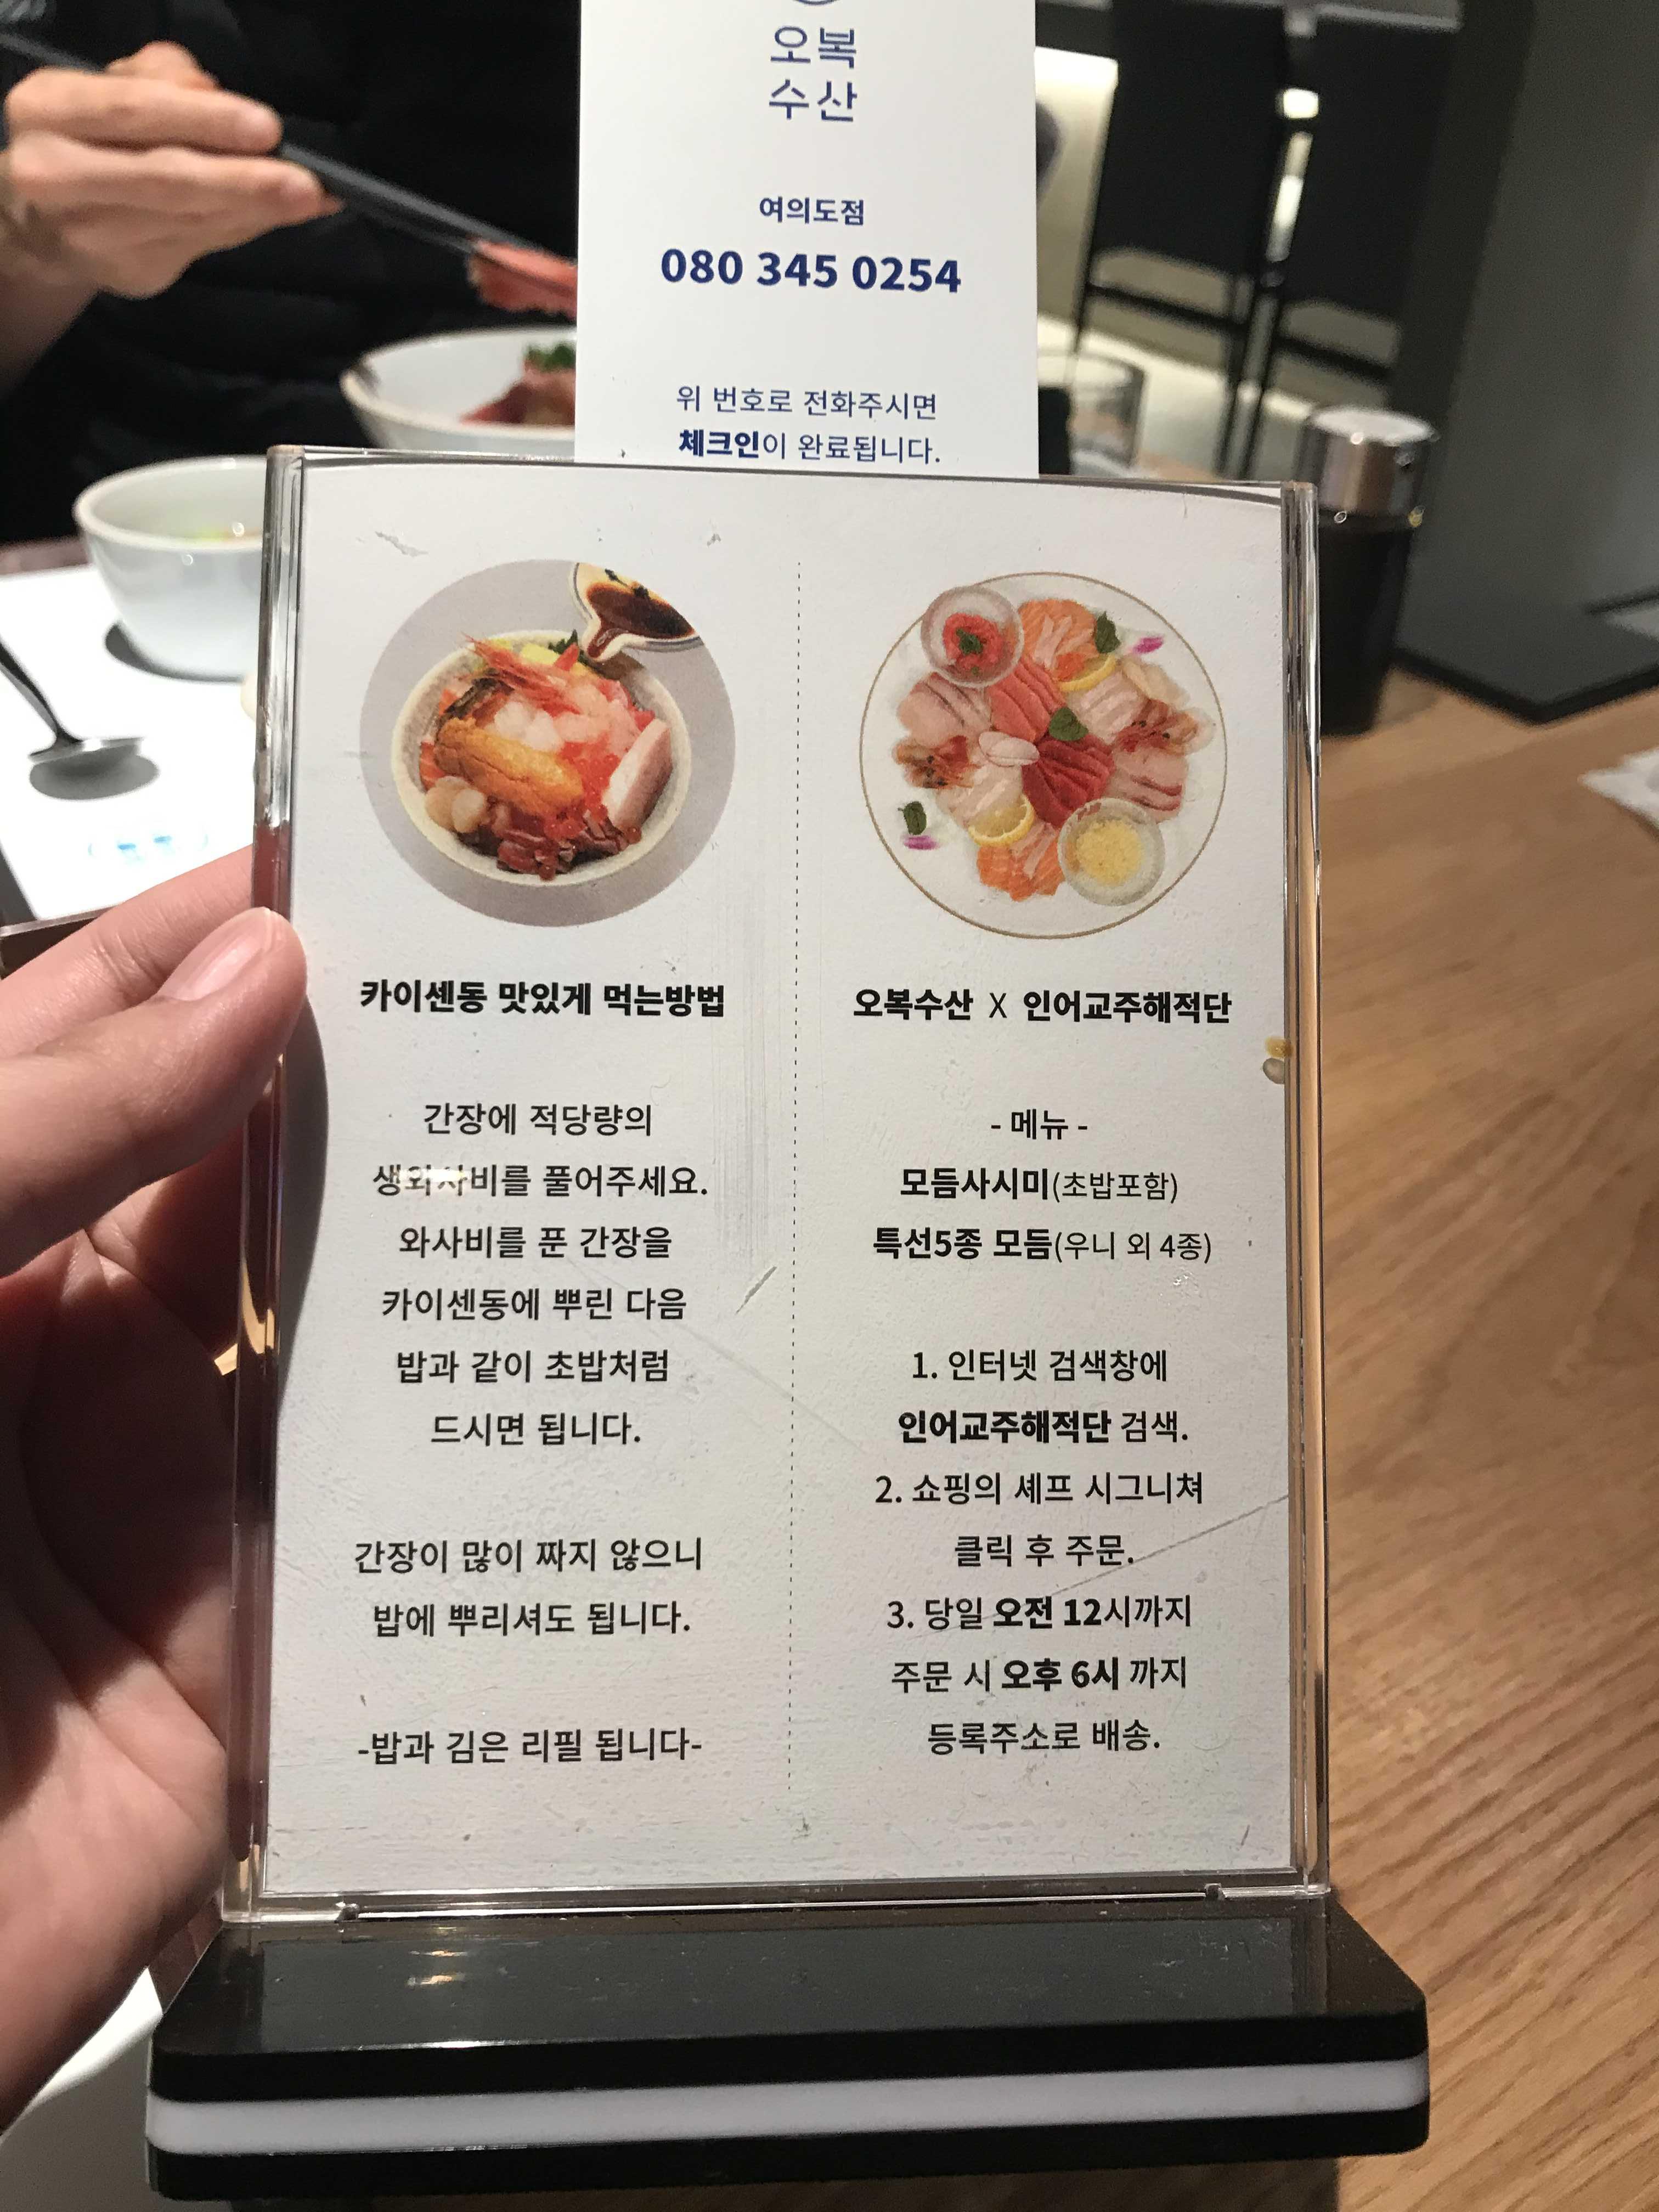 오복
수산
여의도점
080 345 0254
위 번호로 전화주시면
체크인이 완료됩니다.
카이센동 맛있게 먹는방법
간장에 적당량의
생와사비를 풀어주세요.
와사비를 푼 간장을
카이센동에 뿌린 다음
밥과 같이 초밥처럼
드시면 됩니다.
간장이 많이 짜지 않으니
밥에 뿌리셔도 됩니다.
-밥과 김은 리필 됩니다-
오복수산 X 인어교주해적단
- 메뉴 -
모듬사시미(초밥포함)
특선5종 모듬(우니 외 4종)
1. 인터넷 검색창에
인어교주해적단 검색.
2. 쇼핑의 셰프 시그니쳐
클릭 후 주문.
3. 당일 오전 12시까지
주문 시 오후 6시 까지
등록주소로 배송.